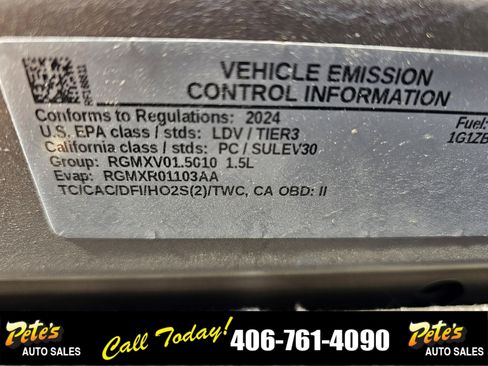 VEHICLE EMISSION
CONTROL INFORMATION
Conforms to Regulations: 2024
Fuel:
U.S. EPA class / stds: LDV / TIER3
1G1ZB
California class / stds: PC / SULEV30
Group: RGMXV01.5G10 1.5L
Evap: RGMXR01103AA
TC/CAC/DFI/HO2S(2)/TWC, CA OBD: II
Pete's
AUTO SALES
Call Today! 406-761-4090
Pete's
AUTO SALES